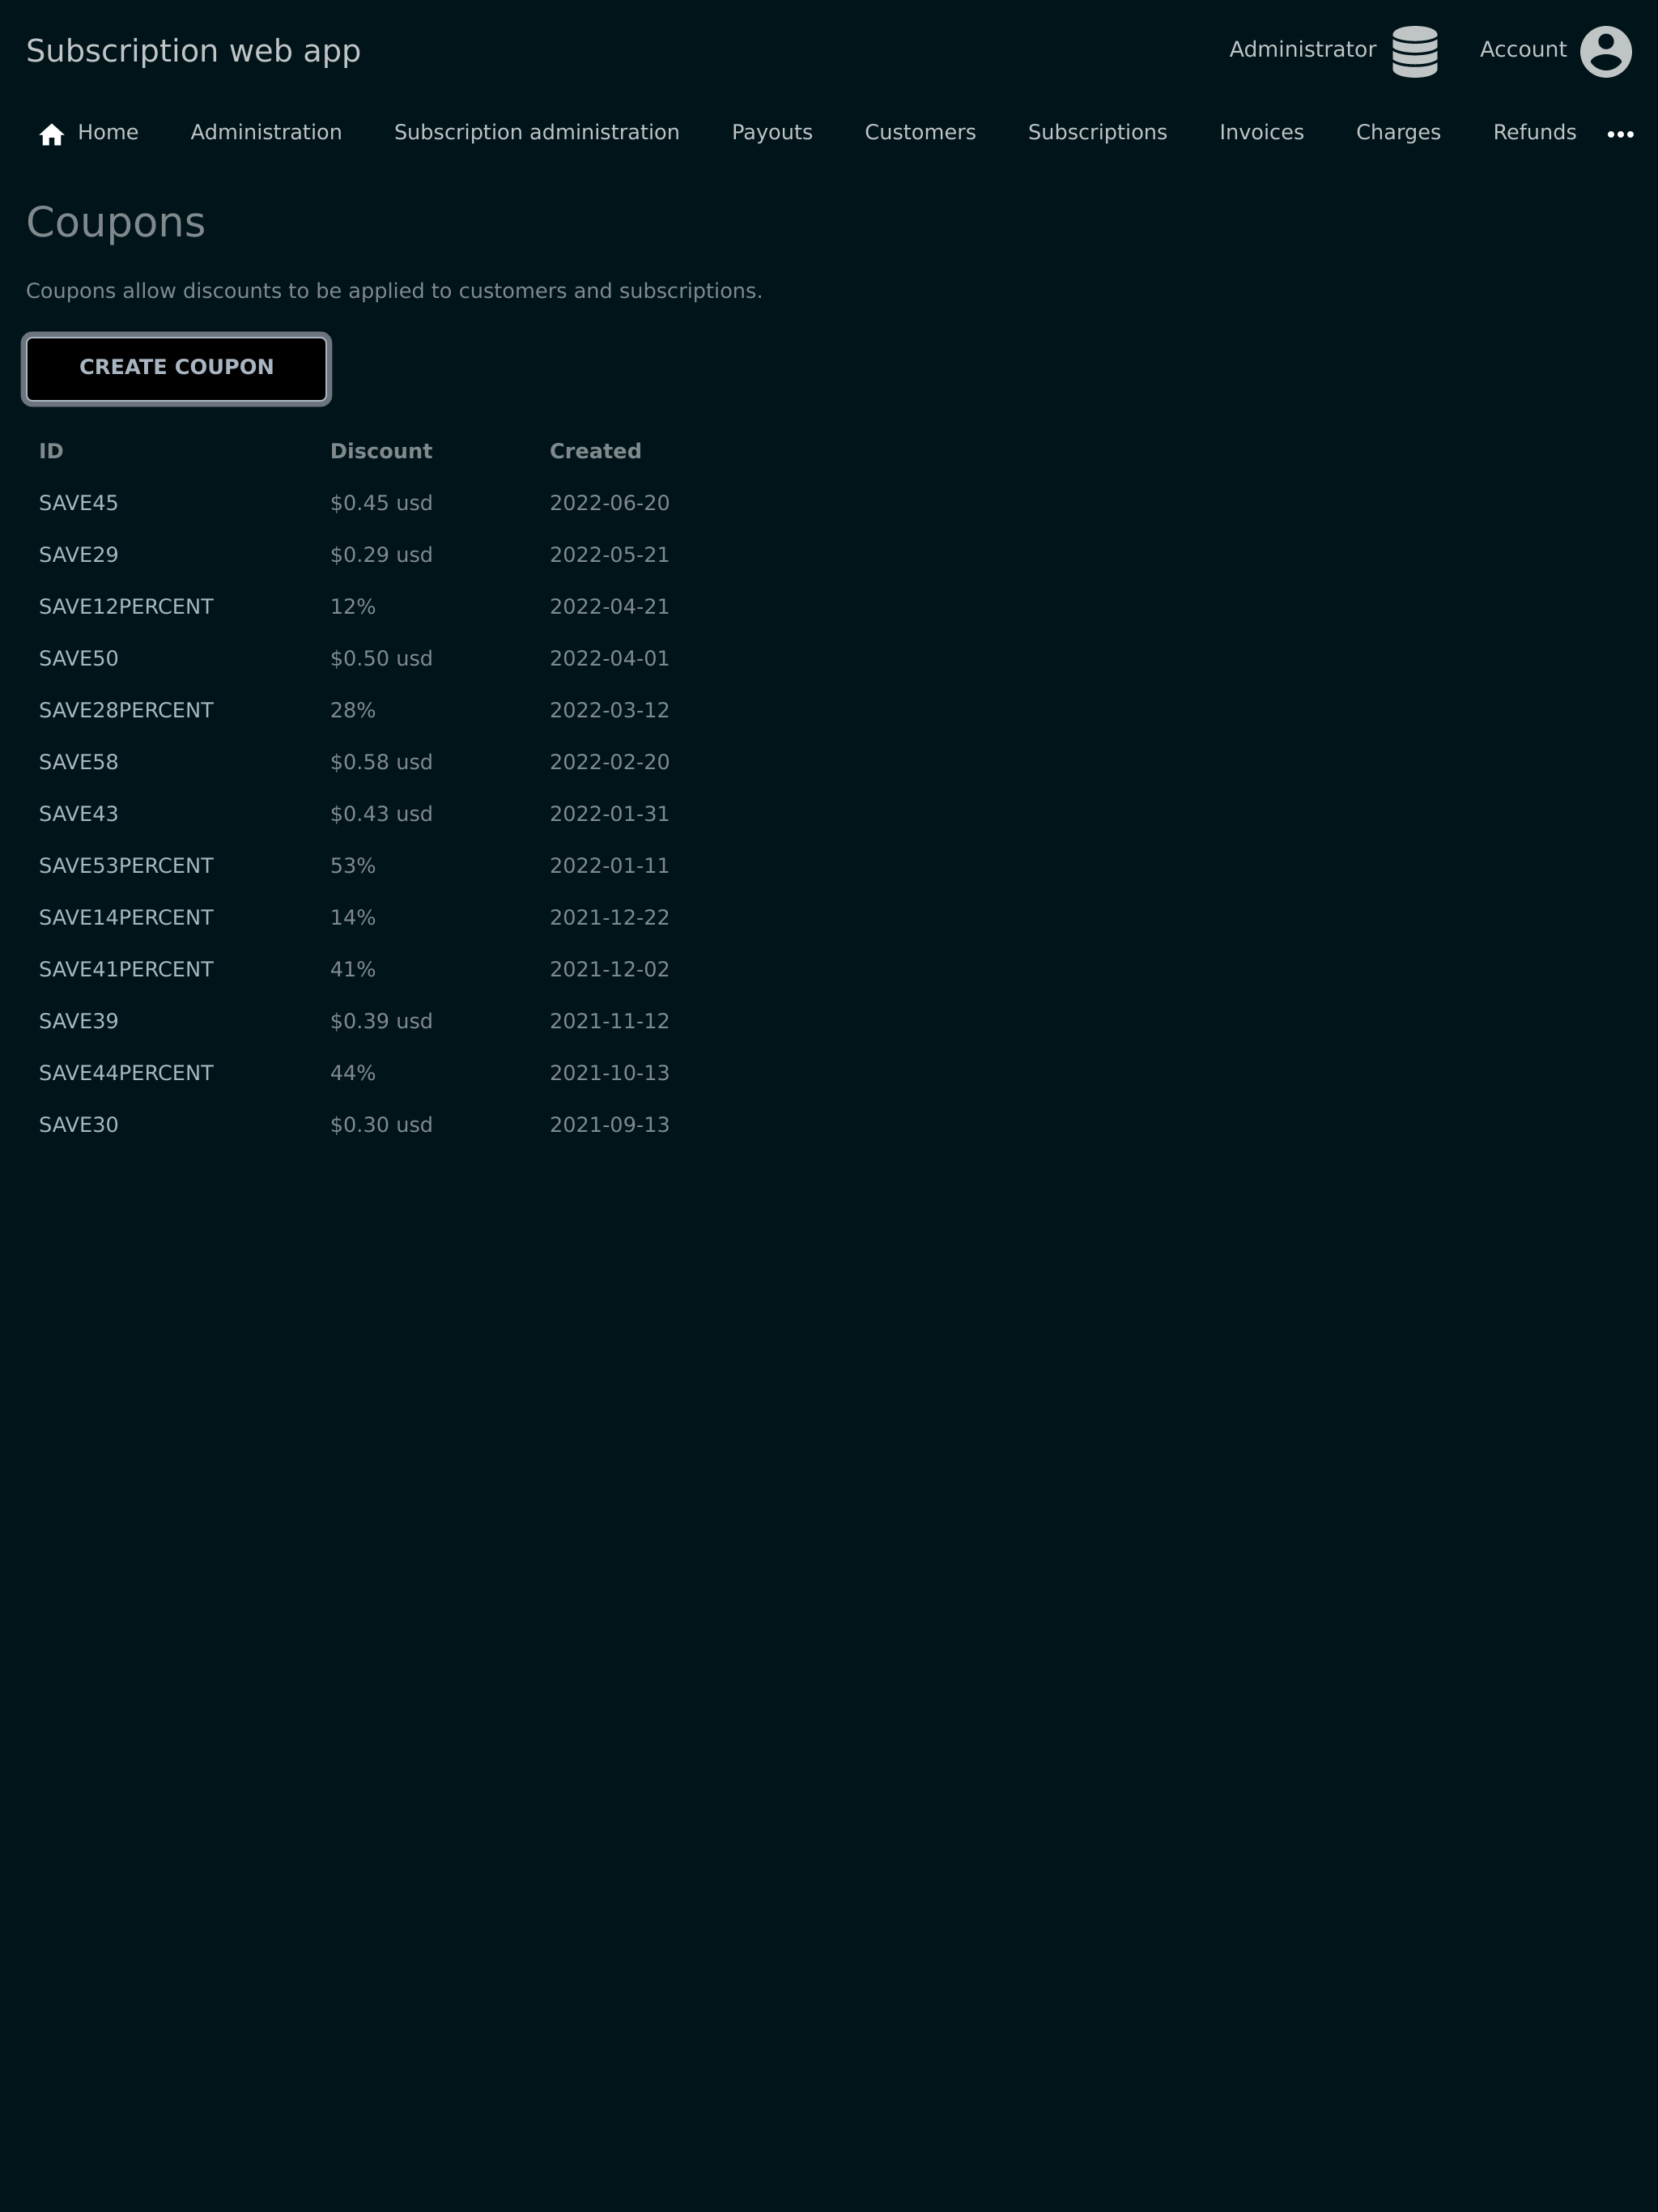 Subscription web app Administrator Account
Home Administration Subscription administration Payouts Customers Subscriptions Invoices Charges Refunds
Coupons
Coupons allow discounts to be applied to customers and subscriptions.
CREATE COUPON
ID Discount Created
SAVE45 $0.45 usd 2022-06-20
SAVE29 $0.29 usd 2022-05-21
SAVE12PERCENT 12% 2022-04-21
SAVE50 $0.50 usd 2022-04-01
SAVE28PERCENT 28% 2022-03-12
SAVE58 $0.58 usd 2022-02-20
SAVE43 $0.43 usd 2022-01-31
SAVE53PERCENT 53% 2022-01-11
SAVE14PERCENT 14% 2021-12-22
SAVE41PERCENT 41% 2021-12-02
SAVE39 $0.39 usd 2021-11-12
SAVE44PERCENT 44% 2021-10-13
SAVE30 $0.30 usd 2021-09-13